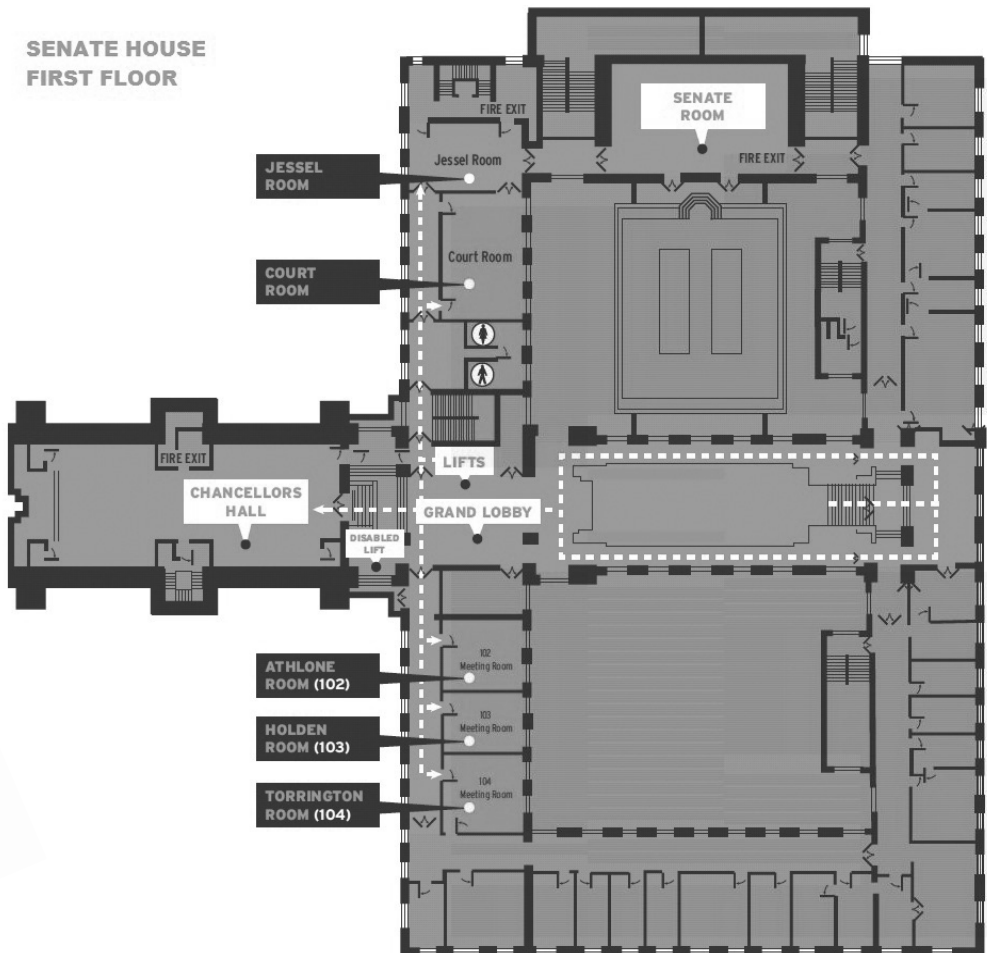 SENATE HOUSE
FIRST FLOOR
FIRE EXIT
SENATE
ROOM
FIRE EXIT
JESSEL
ROOM
Jessel Room
COURT
ROOM
Court Room
FIRE EXIT
LIFTS
CHANCELLORS
HALL
GRAND LOBBY
DISABLED
LIFT
ATHLONE
ROOM (102)
102
Meeting Room
HOLDEN
ROOM (103)
103
Meeting Room
TORRINGTON
ROOM (104)
104
Meeting Room